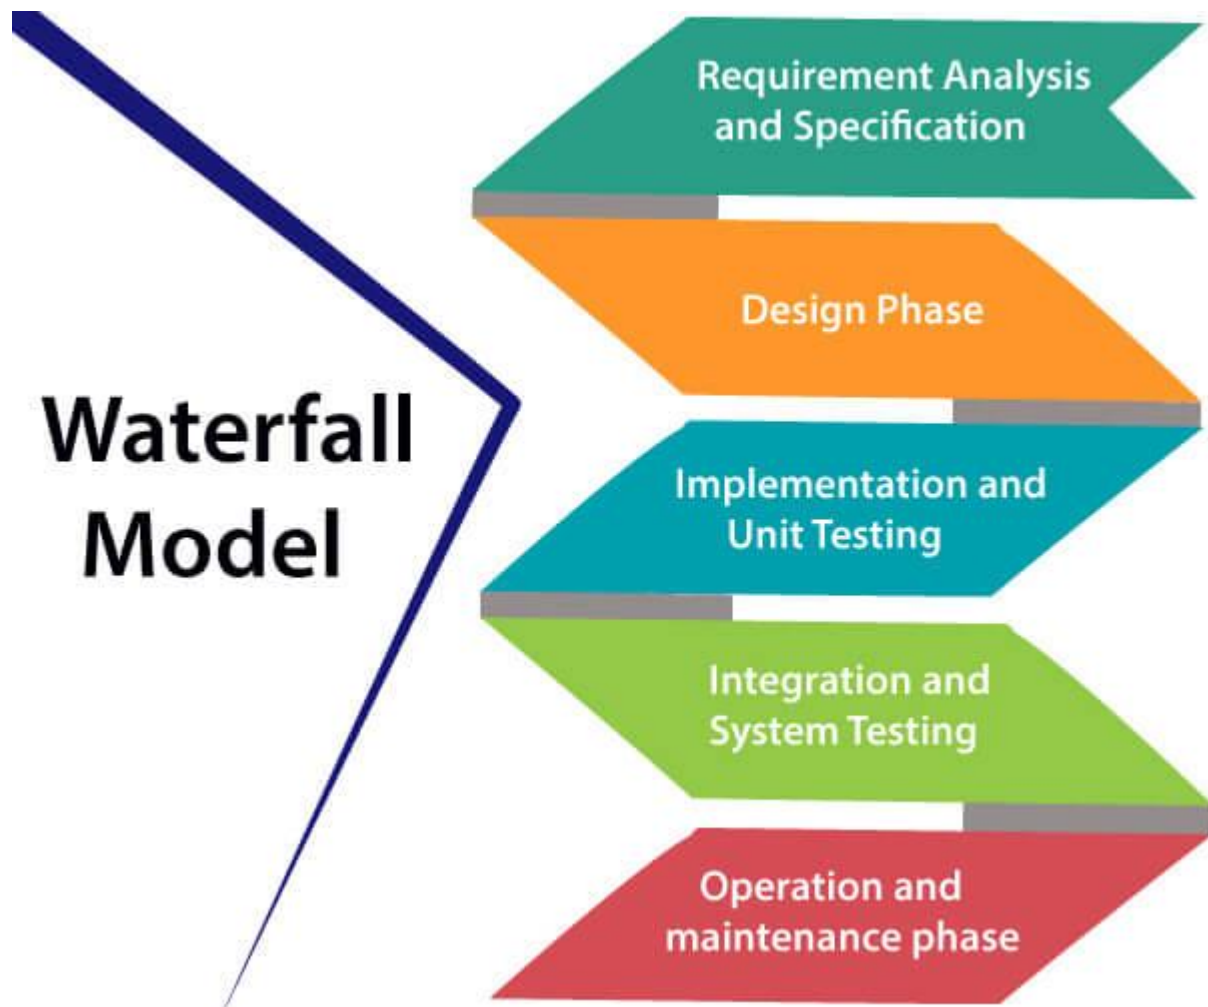 Waterfall
Model
Requirement Analysis
and Specification
Design Phase
Implementation and
Unit Testing
Integration and
System Testing
Operation and
maintenance phase